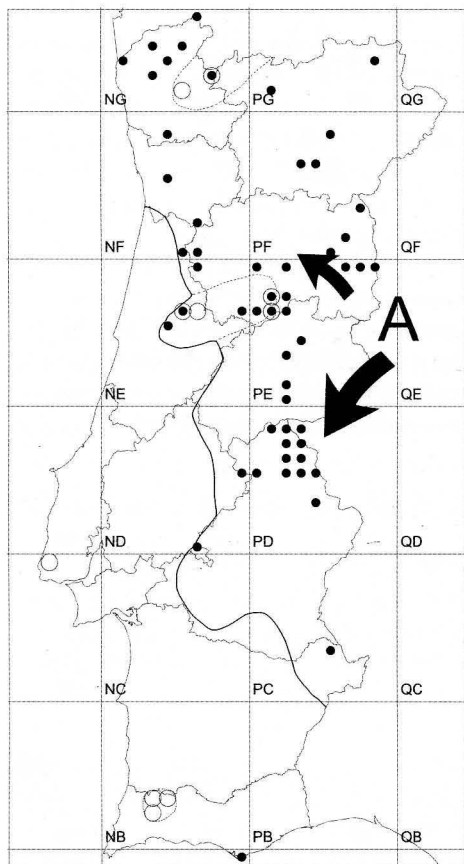 NG PG QG
NF PF QF
A
NE PE QE
ND PD QD
NC PC QC
NB PB QB